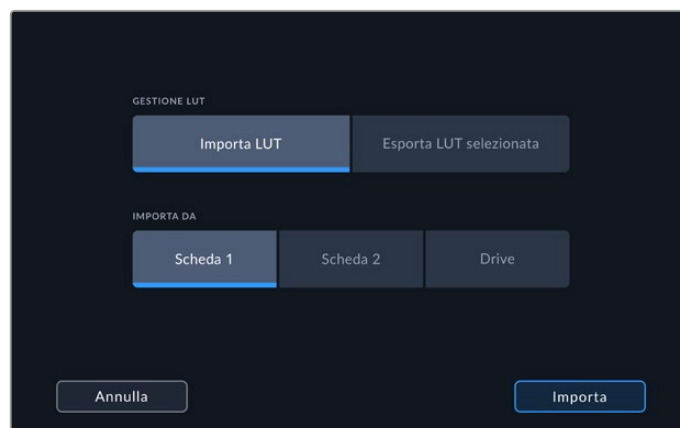 GESTIONE LUT
Importa LUT
Esporta LUT selezionata
IMPORTA DA
Scheda 1
Scheda 2
Drive
Annulla
Importa